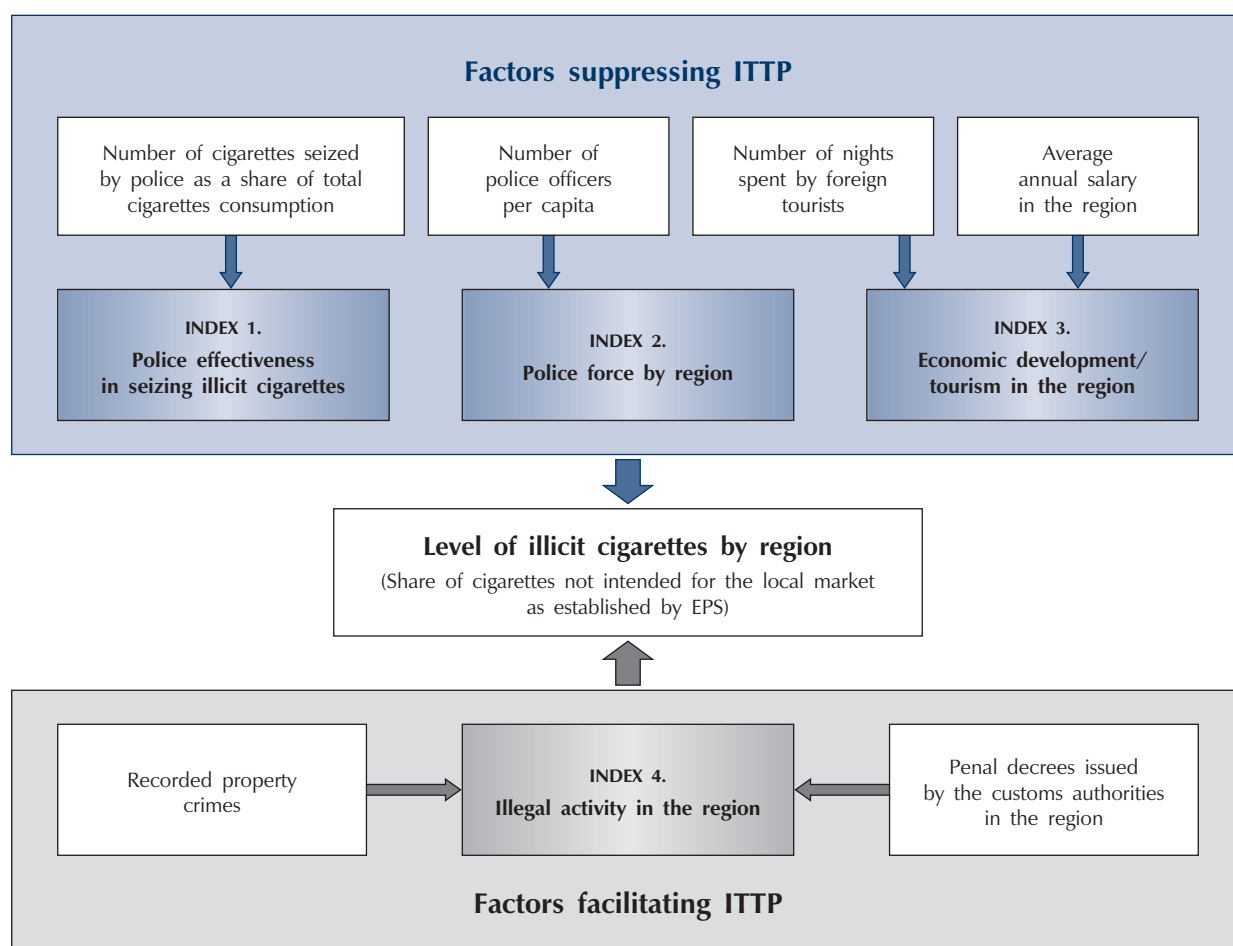 Factors suppressing ITTP
Number of cigarettes seized
by police as a share of total
cigarettes consumption
Number of
police officers
per capita
Number of nights
spent by foreign
tourists
Average
annual salary
in the region
INDEX 1.
Police effectiveness
in seizing illicit cigarettes
INDEX 2.
Police force by region
INDEX 3.
Economic development/
tourism in the region
Level of illicit cigarettes by region
(Share of cigarettes not intended for the local market
as established by EPS)
Recorded property
crimes
INDEX 4.
Illegal activity in the region
Penal decrees issued
by the customs authorities
in the region
Factors facilitating ITTP